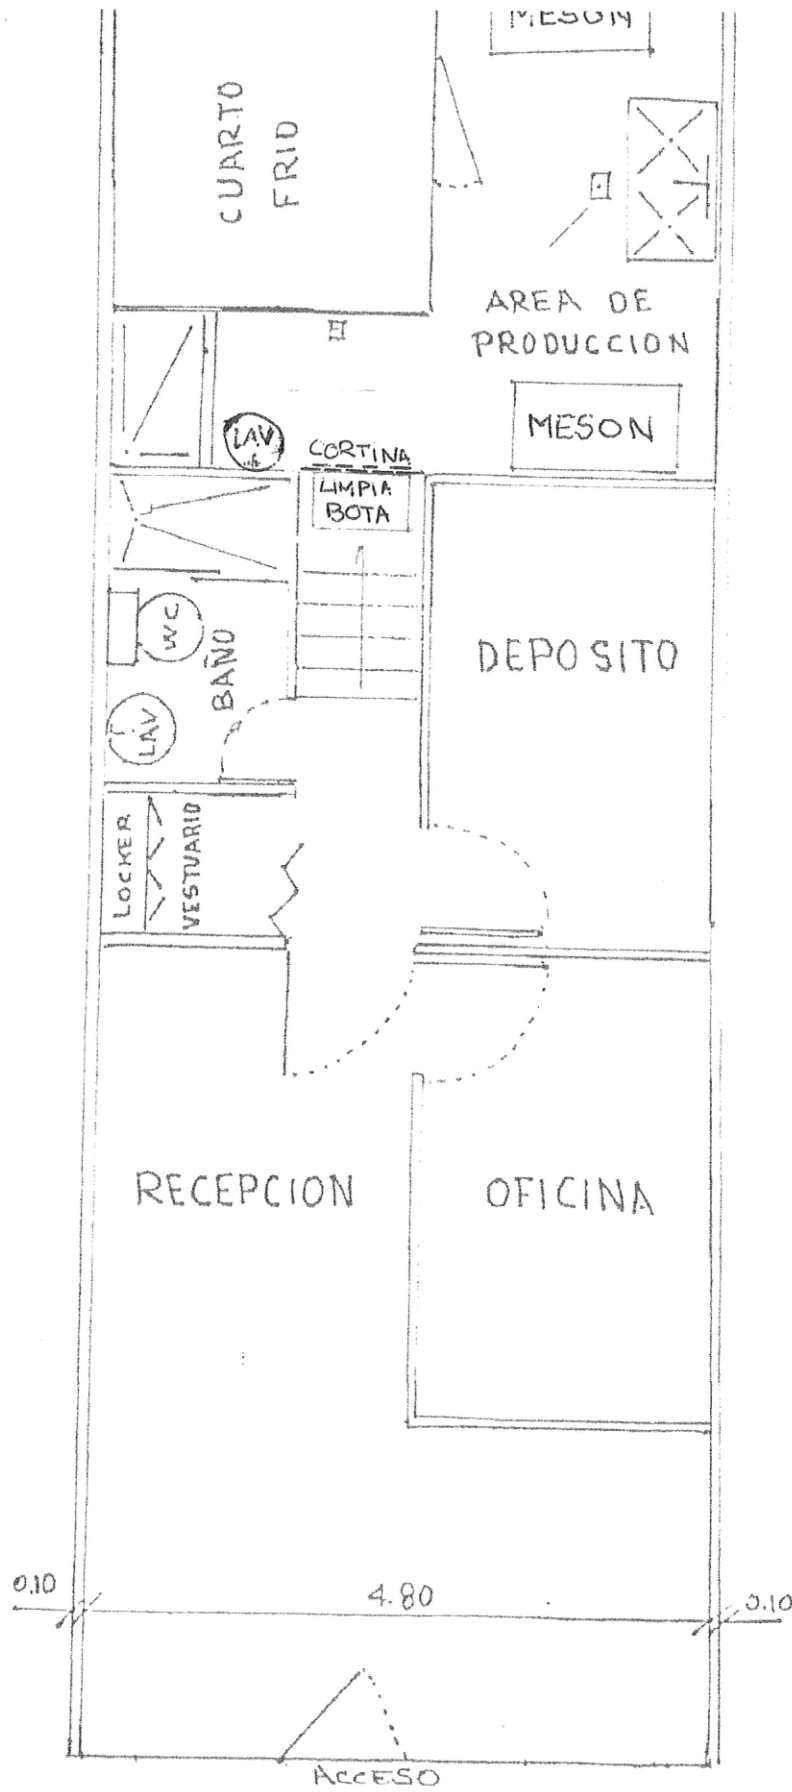 MESON
CUARTO
FRIO
AREA DE
PRODUCCION
MESON
LAV
CORTINA
LIMPIA
BOTA
WC
BAÑO
LAV
DEPOSITO
LOCKER
VESTUARIO
RECEPCION
OFICINA
0.10
4.80
0.10
ACCESO